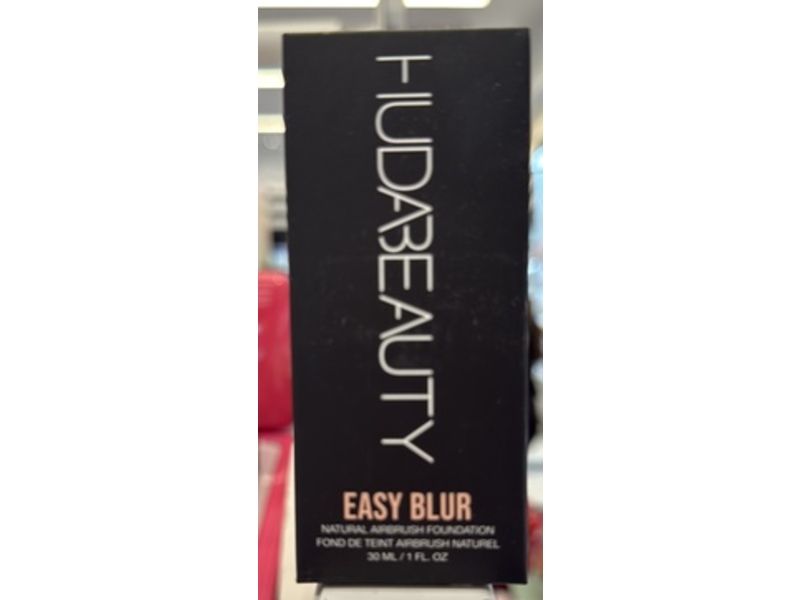 HUDABEAUTY
EASY BLUR
NATURAL AIRBRUSH FOUNDATION
FOND DE TEINT AIRBRUSH NATUREL
30 ML / 1 FL. OZ